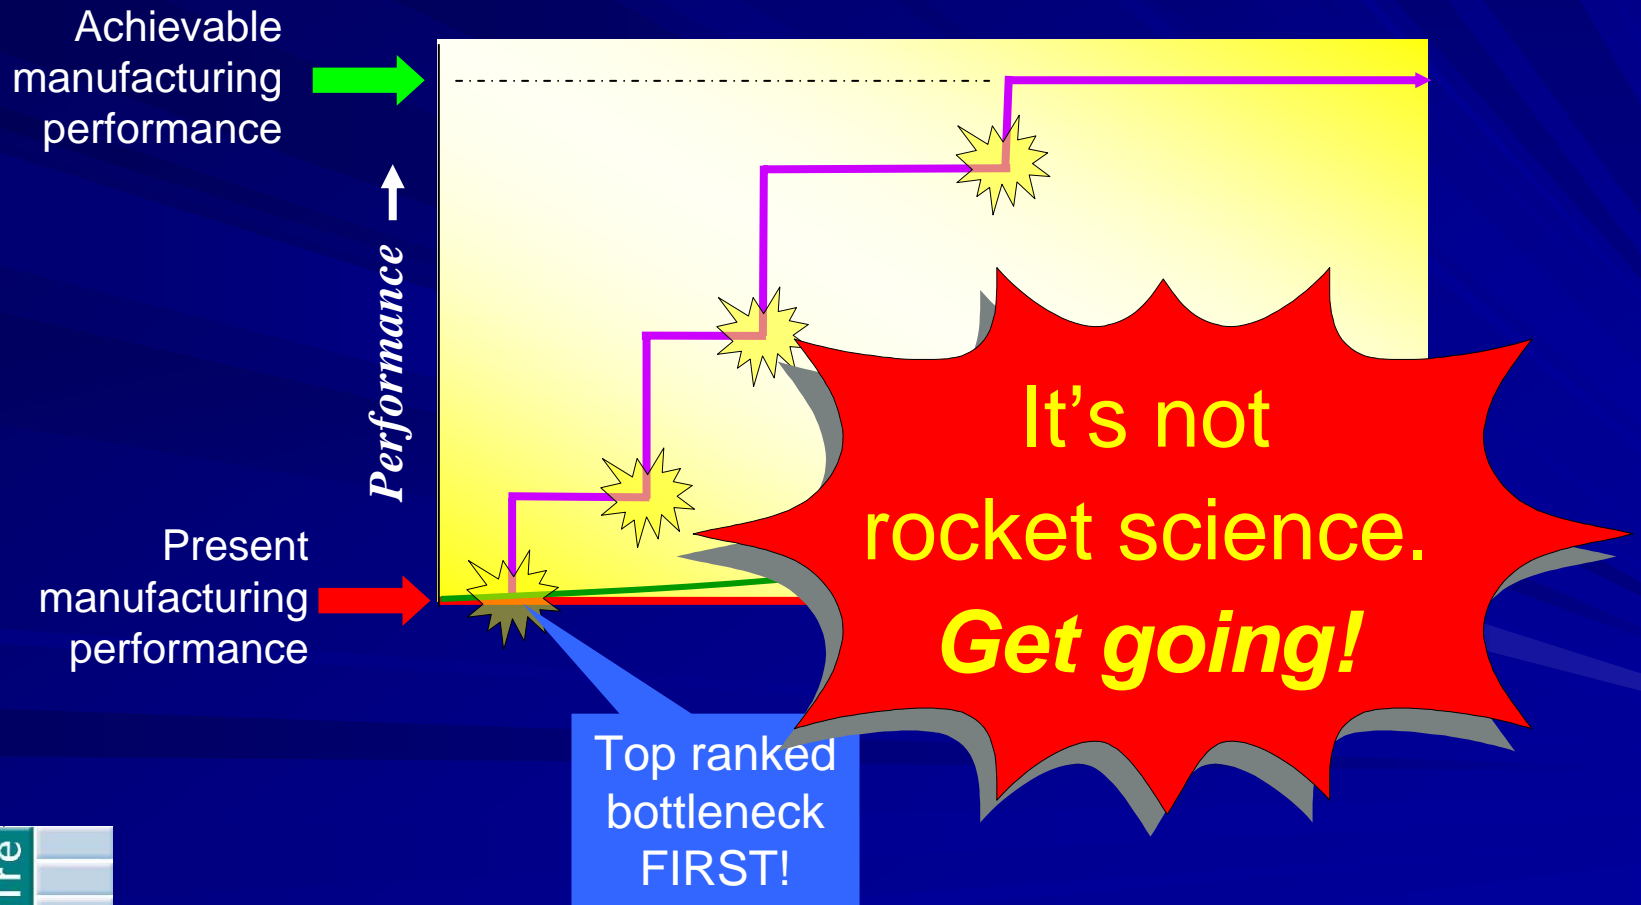 Achievable
manufacturing
performance
Performance
Present
manufacturing
performance
It’s not
rocket science.
Get going!
Top ranked
bottleneck
FIRST!